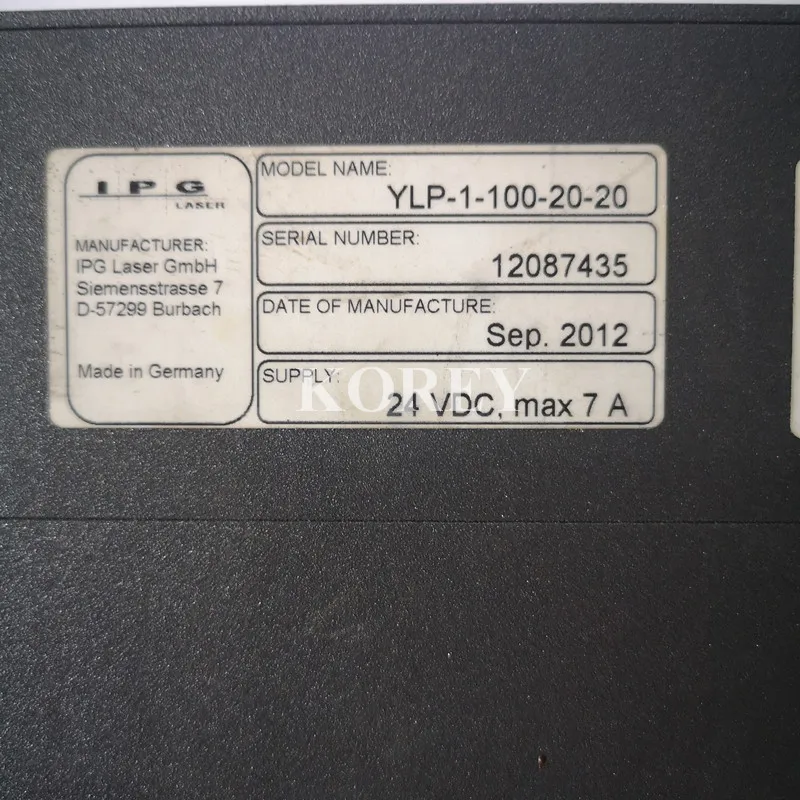 IPG
LASER
MANUFACTURER:
IPG Laser GmbH
Siemensstrasse 7
D-57299 Burbach
Made in Germany
MODEL NAME:
YLP-1-100-20-20
SERIAL NUMBER:
12087435
DATE OF MANUFACTURE:
Sep. 2012
SUPPLY:
24 VDC, max 7 A
KOREY